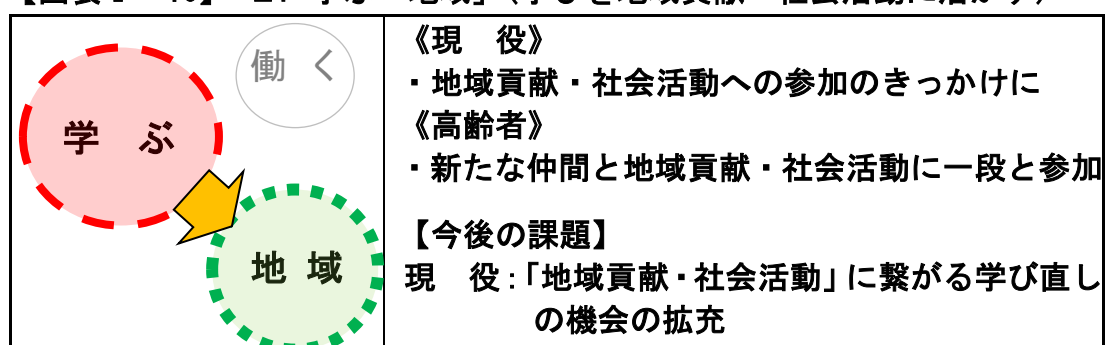 学ぶ
働く
地域
《現　役》
・地域貢献・社会活動への参加のきっかけに
《高齢者》
・新たな仲間と地域貢献・社会活動に一段と参加
【今後の課題】
現　役：「地域貢献・社会活動」に繋がる学び直し
の機会の拡充